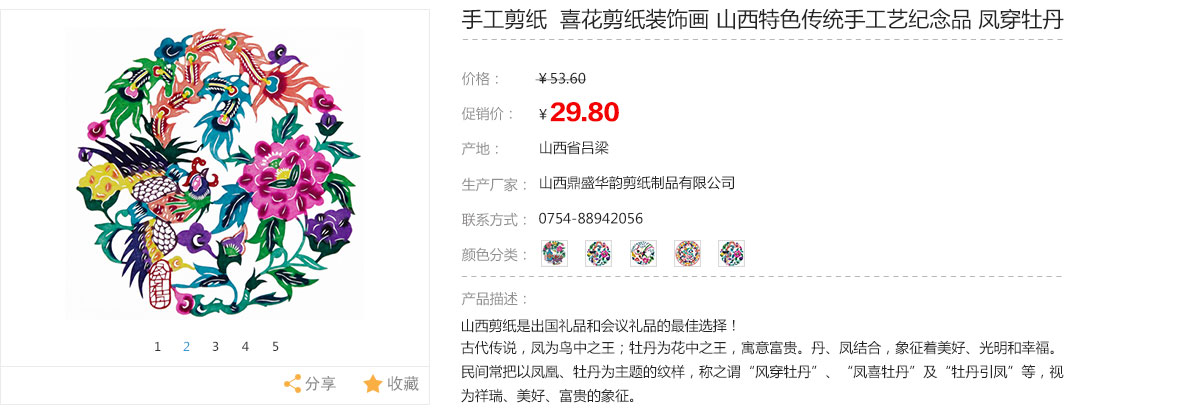 手工剪纸 喜花剪纸装饰画 山西特色传统手工艺纪念品 凤穿牡丹
价格： ￥53.60
促销价： ￥29.80
产地： 山西省吕梁
生产厂家： 山西鼎盛华韵剪纸制品有限公司
联系方式： 0754-88942056
颜色分类：
产品描述：
山西剪纸是出国礼品和会议礼品的最佳选择！
古代传说，凤为鸟中之王；牡丹为花中之王，寓意富贵。丹、凤结合，象征着美好、光明和幸福。
民间常把以凤凰、牡丹为主题的纹样，称之谓“凤穿牡丹”、“凤喜牡丹”及“牡丹引凤”等，视
为祥瑞、美好、富贵的象征。
1 2 3 4 5
分享 收藏